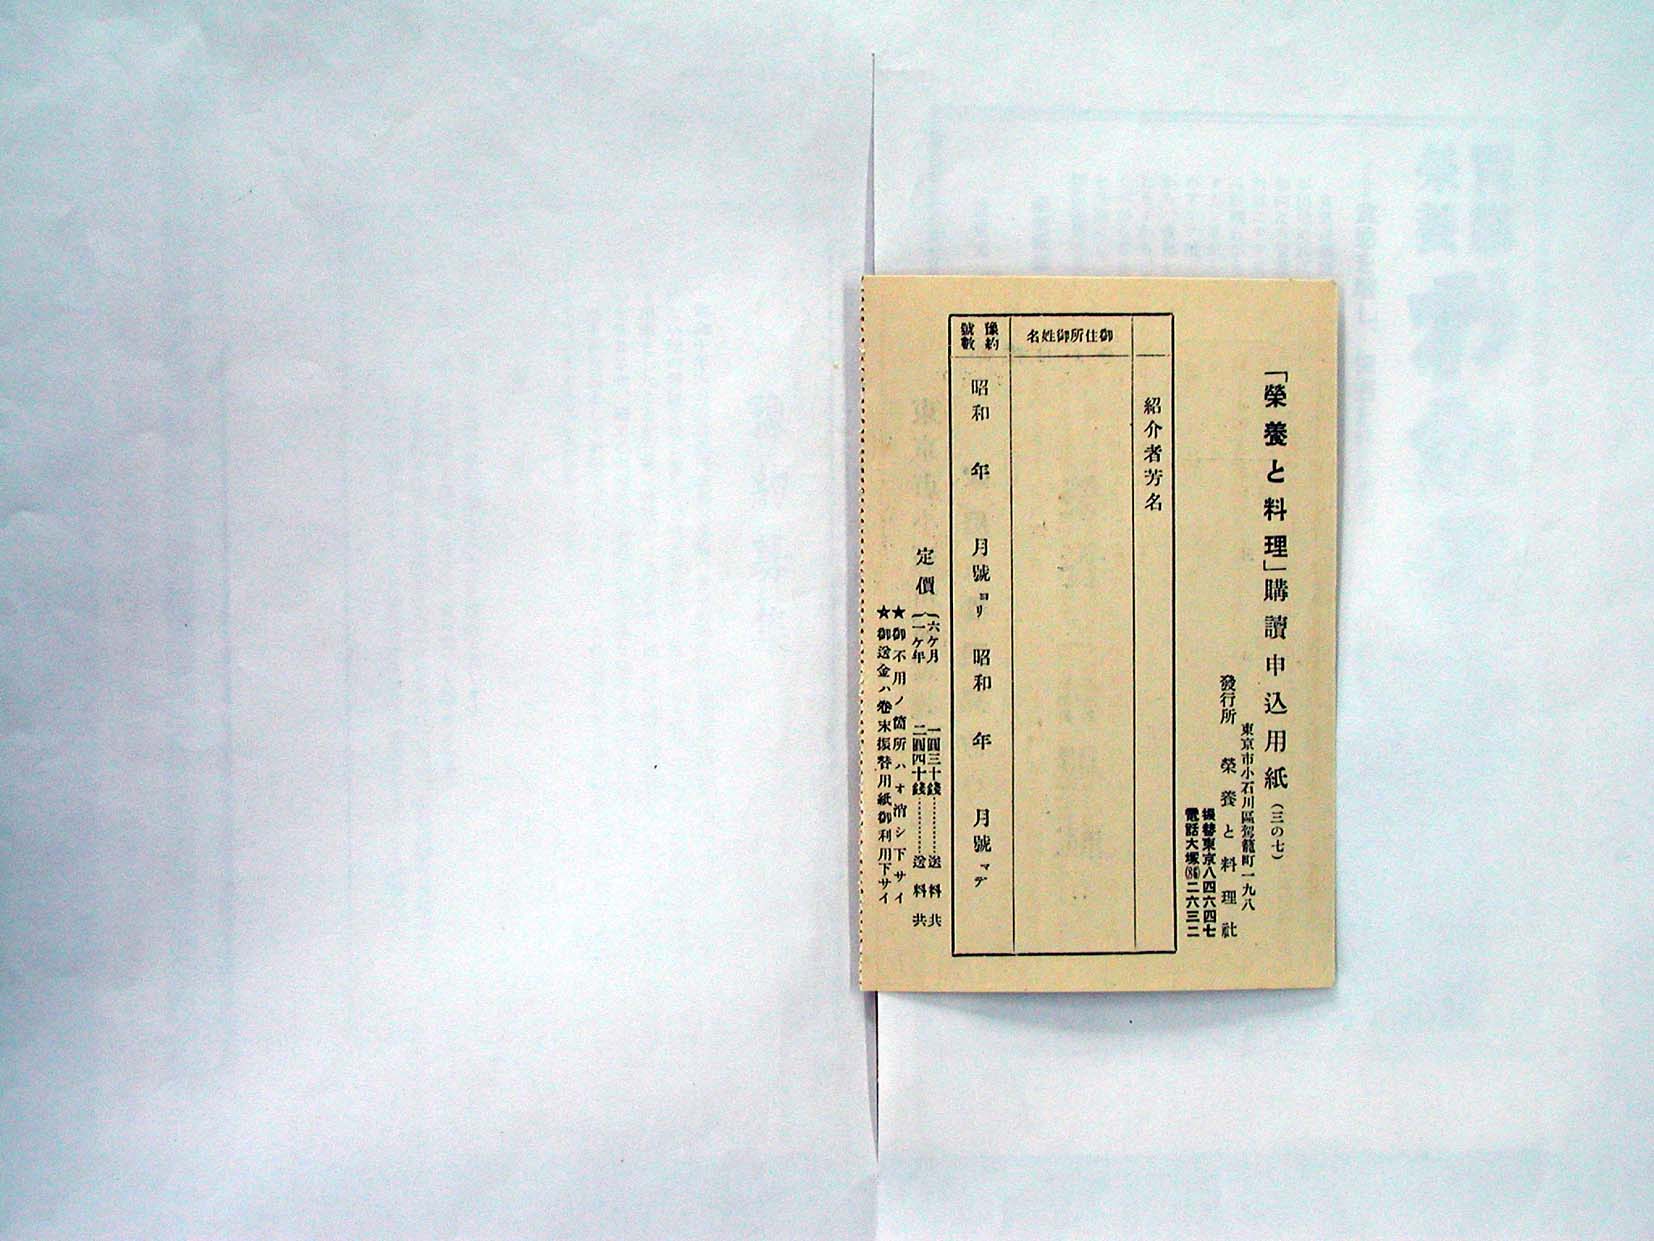 「榮養と料理」購讀申込用紙(三の七)
東京市小石川區駕籠町一九八
發行所 榮養と料理社
振替東京八四六四七
電話大塚(86)二六三二
紹介者芳名
御住所御姓名
豫約號數
昭和 年 月號ヨリ 昭和 年 月號マデ
定價
六ケ月 一圓三十錢………送料共
一ケ年 二圓四十錢………送料共
★御不用ノ箇所ハオ消シ下サイ
☆御送金ハ卷末振替用紙御利用下サイ